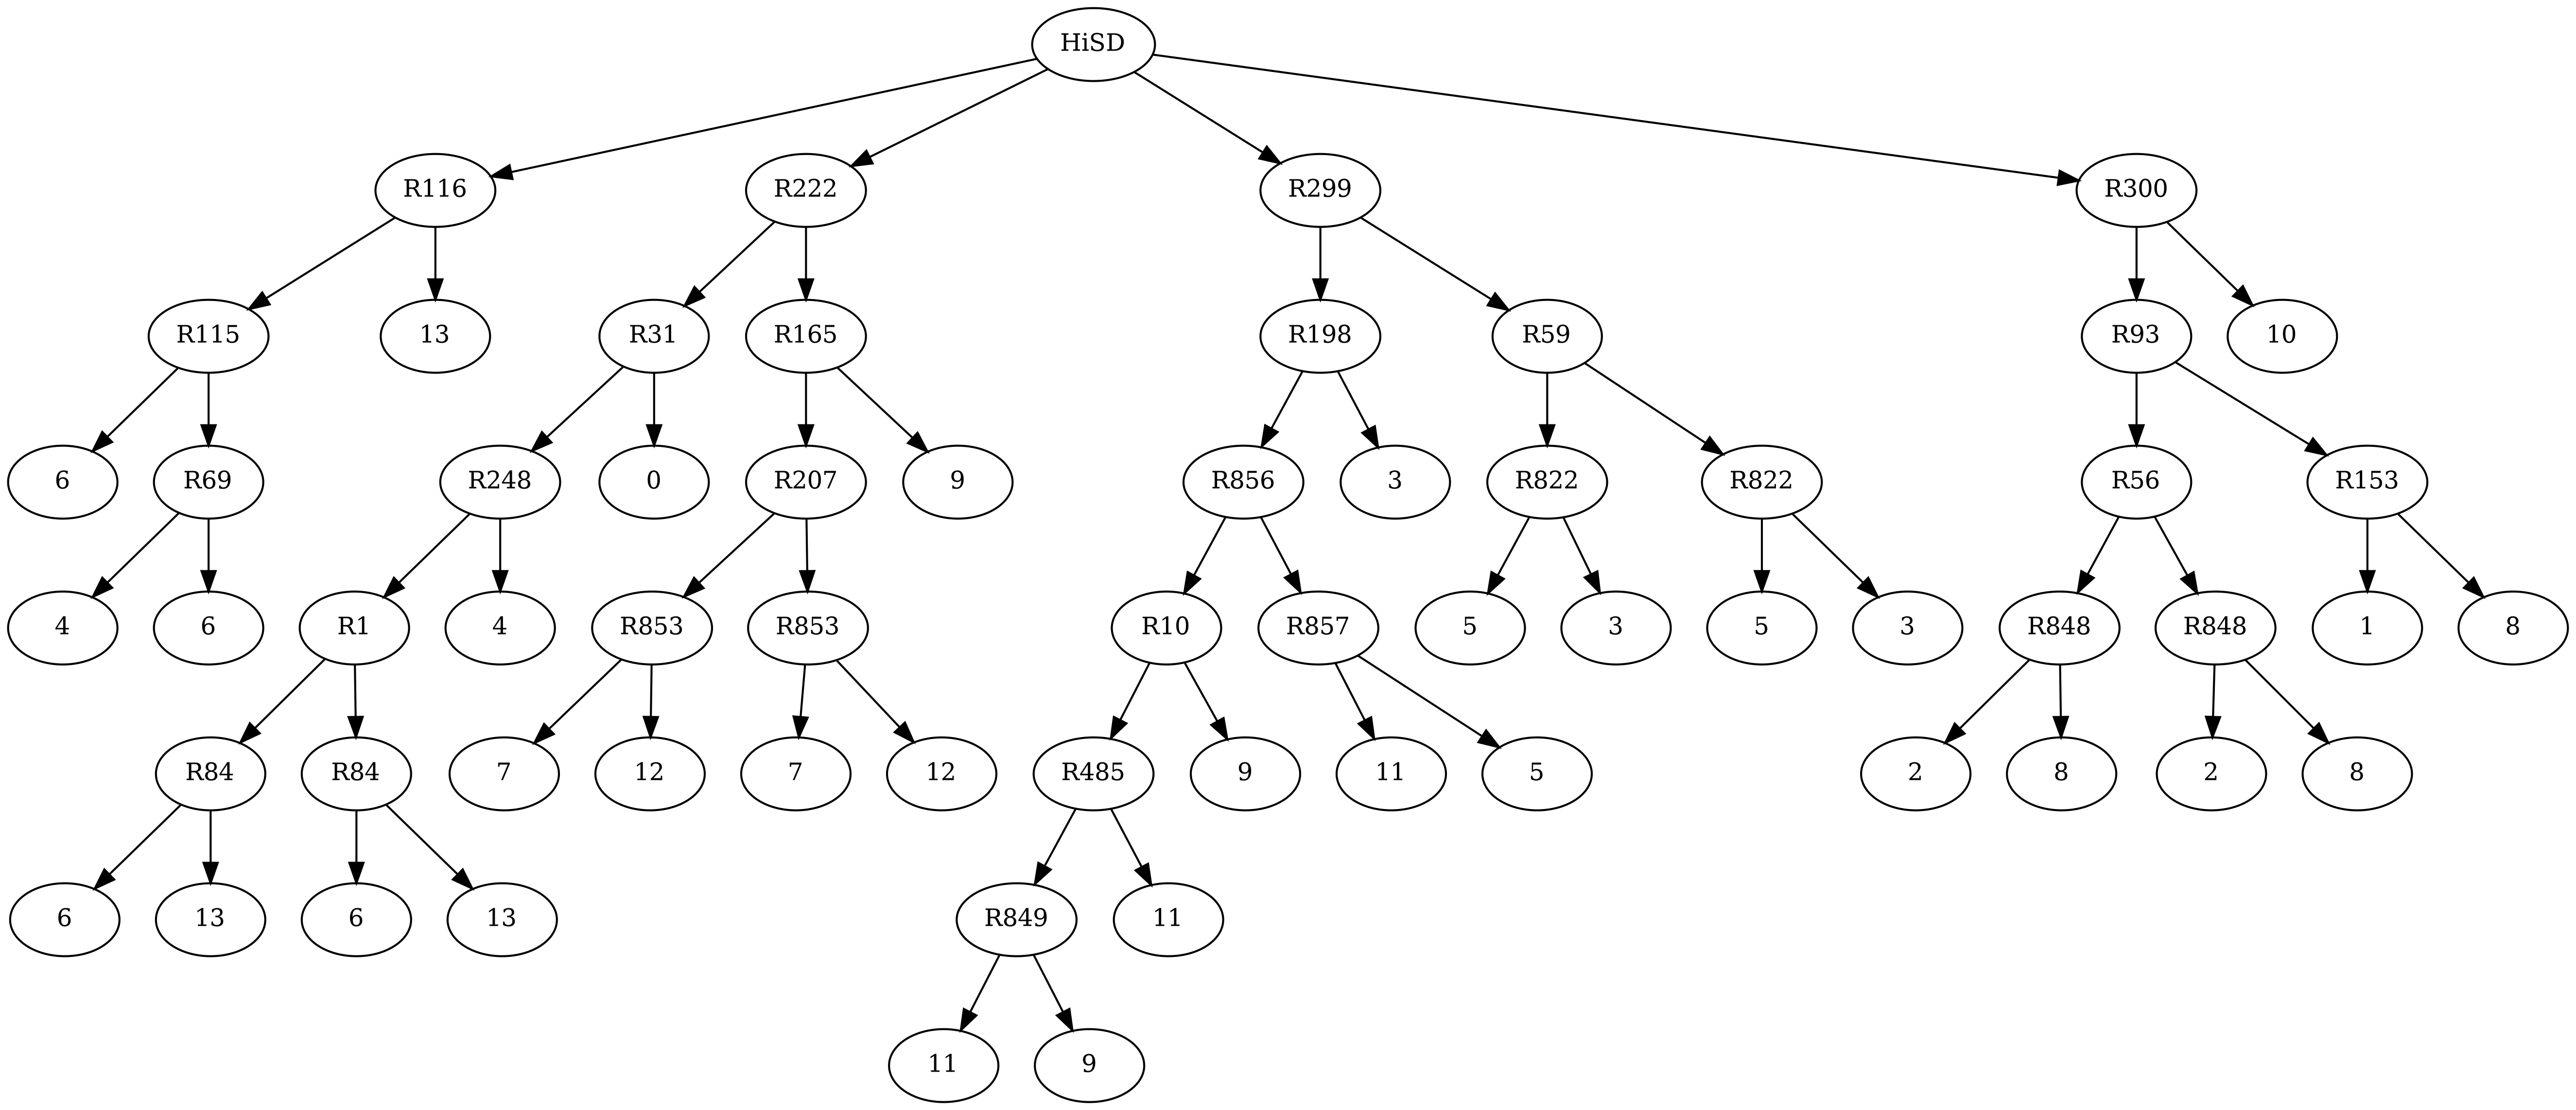 HiSD
R116 R222 R299 R300
R115 13 R31 R165 R198 R59 R93 10
6 R69 R248 0 R207 9 R856 3 R822 R822 R56 R153
4 6 R1 4 R853 R853 R10 R857 5 3 5 3 R848 R848 1 8
R84 R84 7 12 7 12 R485 9 11 5 2 8 2 8
6 13 6 13 R849 11
11 9